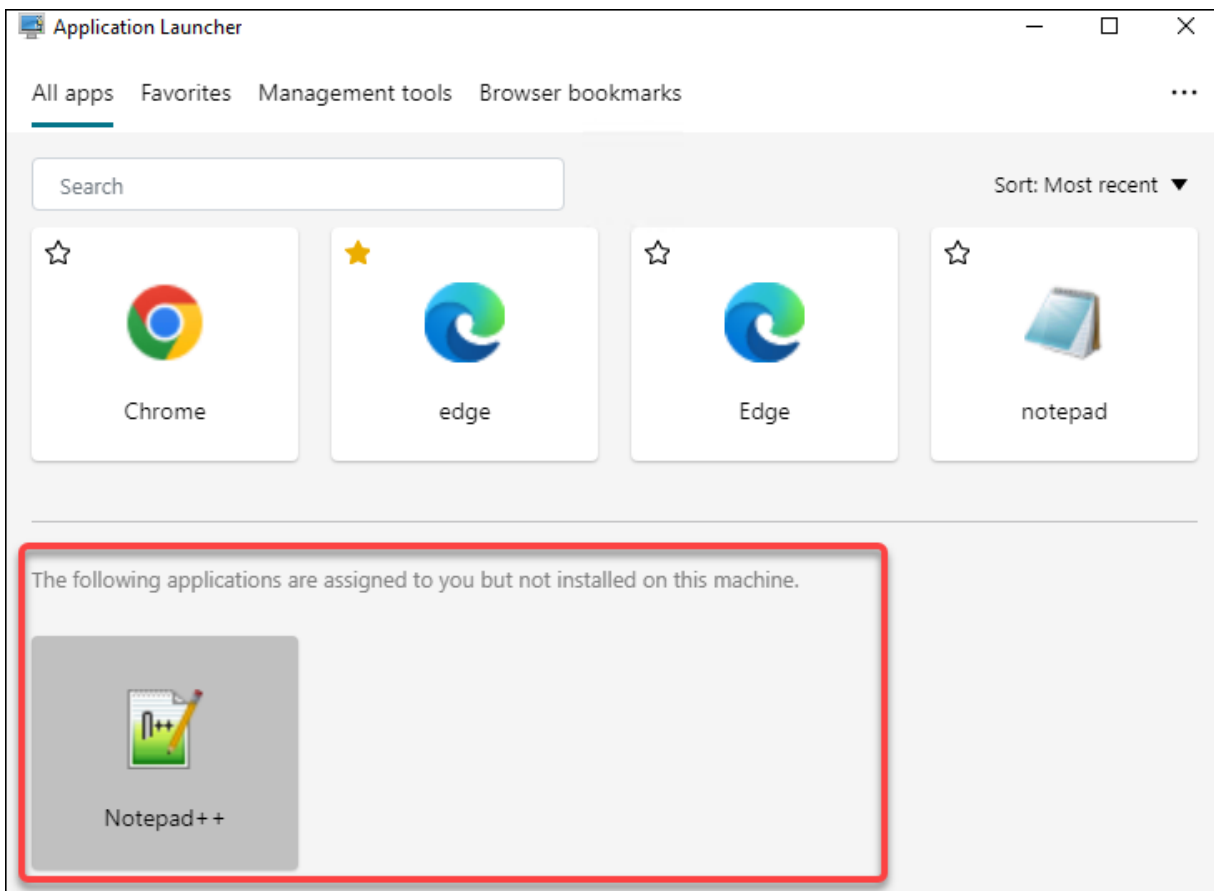 Application Launcher
All apps Favorites Management tools Browser bookmarks
Search
Sort: Most recent
Chrome
edge
Edge
notepad
The following applications are assigned to you but not installed on this machine.
n++
Notepad++